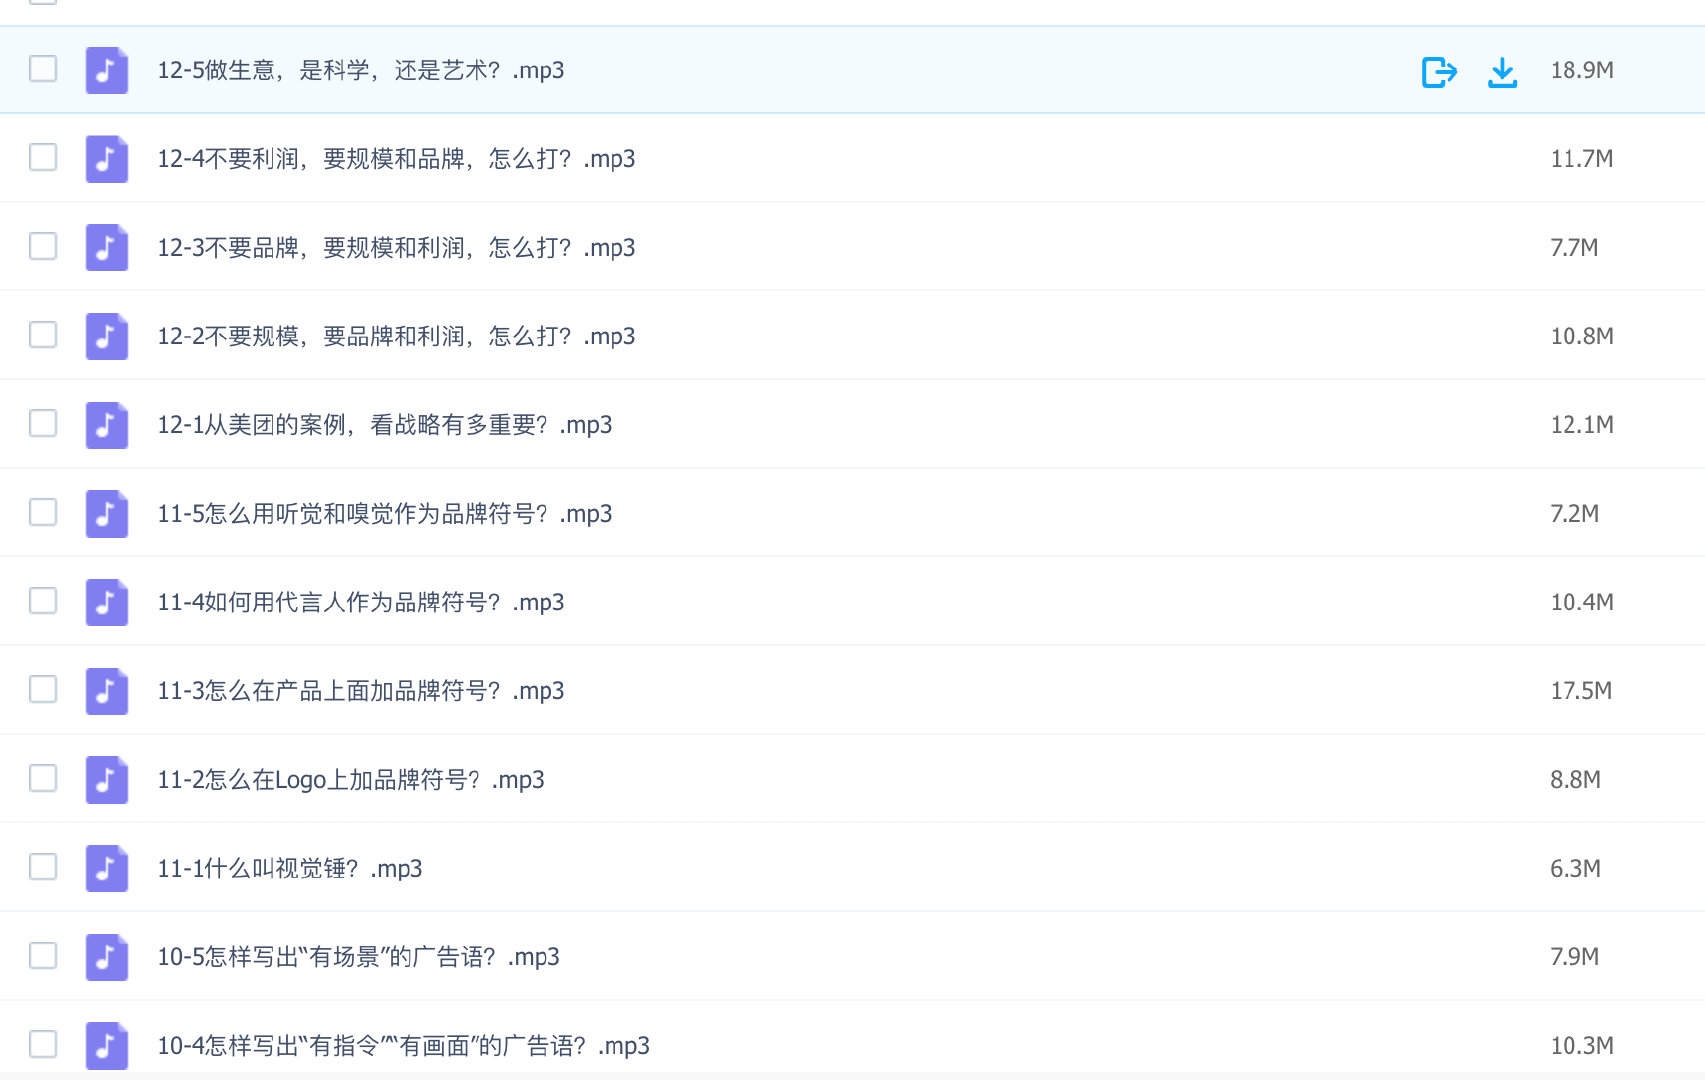 12-5做生意，是科学，还是艺术？.mp3 18.9M
12-4不要利润，要规模和品牌，怎么打？.mp3 11.7M
12-3不要品牌，要规模和利润，怎么打？.mp3 7.7M
12-2不要规模，要品牌和利润，怎么打？.mp3 10.8M
12-1从美团的案例，看战略有多重要？.mp3 12.1M
11-5怎么用听觉和嗅觉作为品牌符号？.mp3 7.2M
11-4如何用代言人作为品牌符号？.mp3 10.4M
11-3怎么在产品上面加品牌符号？.mp3 17.5M
11-2怎么在Logo上加品牌符号？.mp3 8.8M
11-1什么叫视觉锤？.mp3 6.3M
10-5怎样写出“有场景”的广告语？.mp3 7.9M
10-4怎样写出“有指令”“有画面”的广告语？.mp3 10.3M